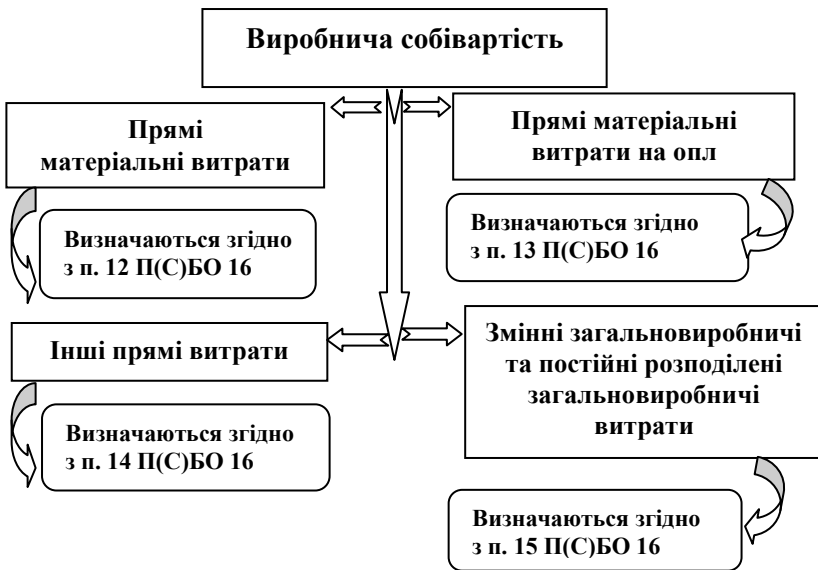 Виробнича собівартість
Прямі
матеріальні витрати
Прямі матеріальні
витрати на опл
Визначаються згідно
з п. 12 П(С)БО 16
Визначаються згідно
з п. 13 П(С)БО 16
Інші прямі витрати
Змінні загальновиробничі
та постійні розподілені
загальновиробничі
витрати
Визначаються згідно
з п. 14 П(С)БО 16
Визначаються згідно
з п. 15 П(С)БО 16